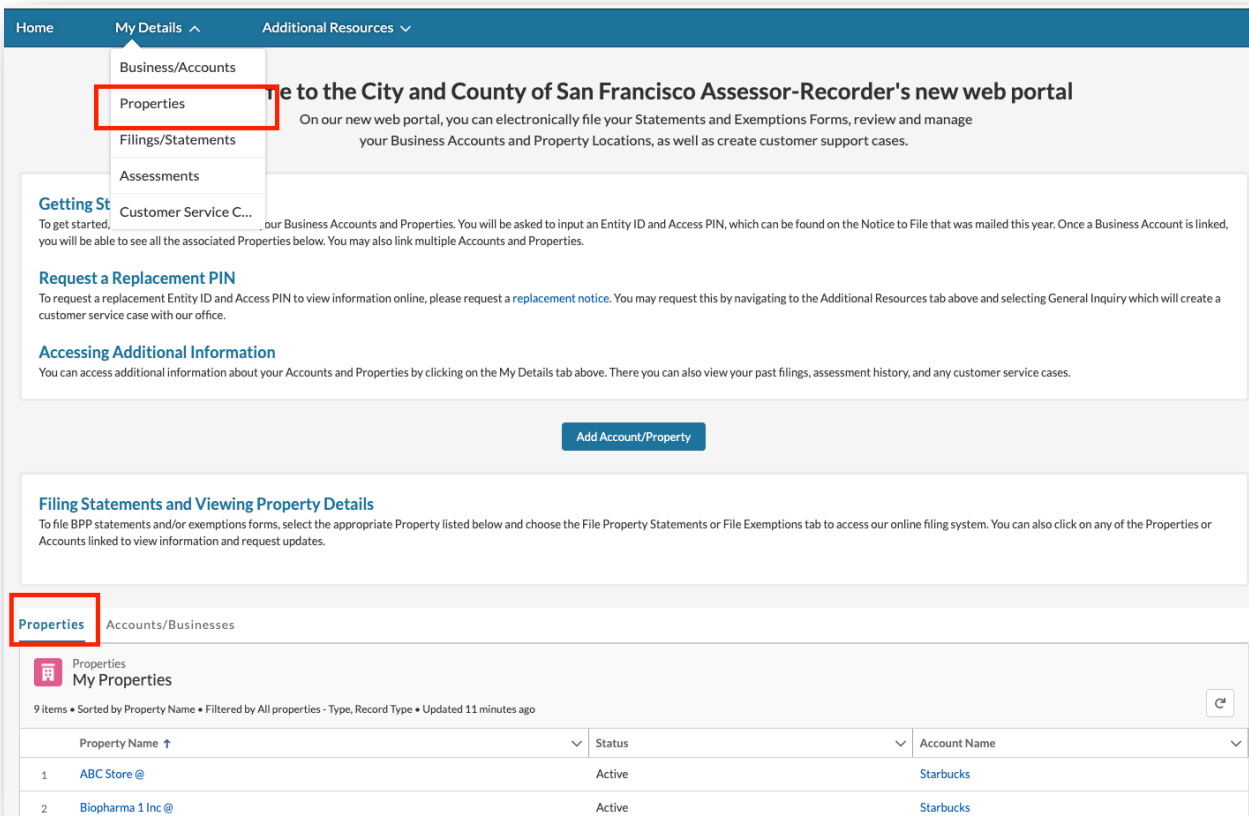 Home My Details Additional Resources
Business/Accounts
Properties
Filings/Statements
Assessments
Customer Service C...
me to the City and County of San Francisco Assessor-Recorder's new web portal
On our new web portal, you can electronically file your Statements and Exemptions Forms, review and manage
your Business Accounts and Property Locations, as well as create customer support cases.
Getting St
To get started, our Business Accounts and Properties. You will be asked to input an Entity ID and Access PIN, which can be found on the Notice to File that was mailed this year. Once a Business Account is linked,
you will be able to see all the associated Properties below. You may also link multiple Accounts and Properties.
Request a Replacement PIN
To request a replacement Entity ID and Access PIN to view information online, please request a replacement notice. You may request this by navigating to the Additional Resources tab above and selecting General Inquiry which will create a
customer service case with our office.
Accessing Additional Information
You can access additional information about your Accounts and Properties by clicking on the My Details tab above. There you can also view your past filings, assessment history, and any customer service cases.
Add Account/Property
Filing Statements and Viewing Property Details
To file BPP statements and/or exemptions forms, select the appropriate Property listed below and choose the File Property Statements or File Exemptions tab to access our online filing system. You can also click on any of the Properties or
Accounts linked to view information and request updates.
Properties Accounts/Businesses
Properties
My Properties
9 items • Sorted by Property Name • Filtered by All properties - Type, Record Type • Updated 11 minutes ago
Property Name ↑ Status Account Name
1 ABC Store @ Active Starbucks
2 Biopharma 1 Inc @ Active Starbucks